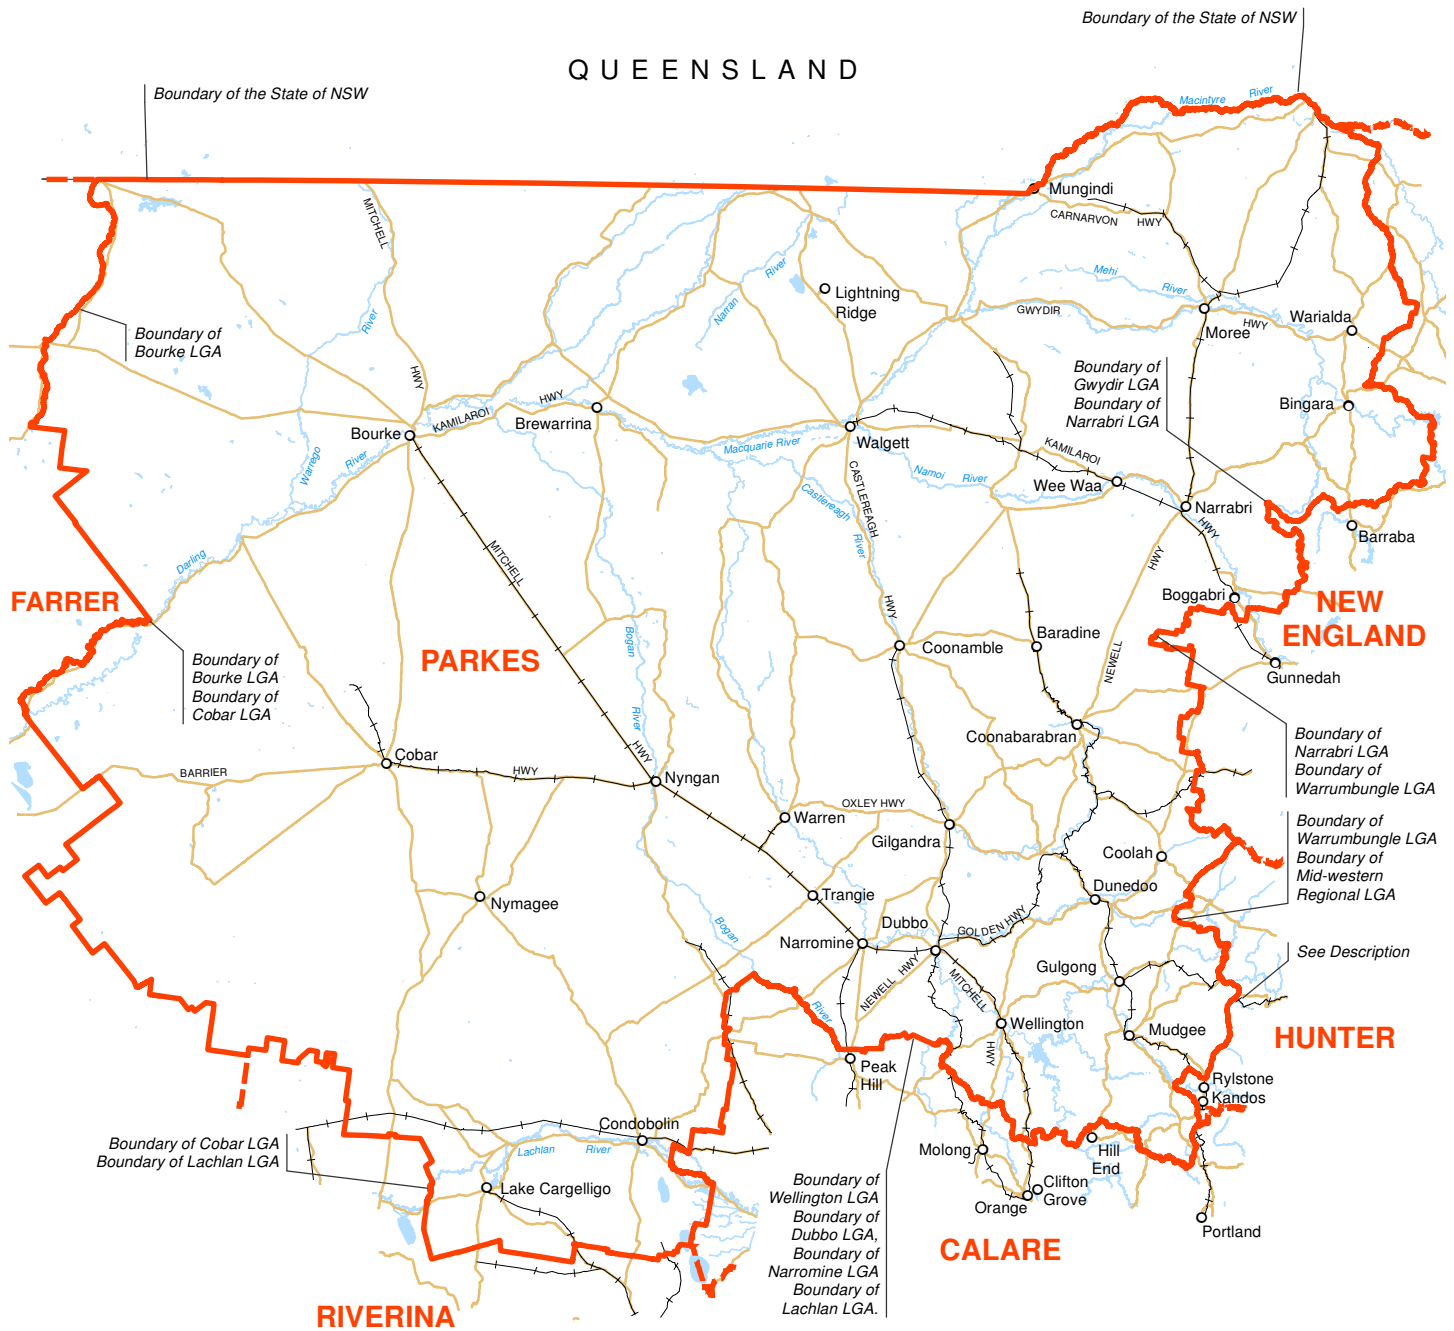 Boundary of the State of NSW
QUEENSLAND
Boundary of the State of NSW
Macintyre
River
Mungindi
CARNARVON
HWY
MITCHELL
Mehi
River
River
Lightning
Ridge
Narran
GWYDIR
HWY
Moree
Warialda
River
Boundary of
Bourke LGA
Boundary of
Gwydir LGA
Boundary of
Narrabri LGA
HWY
HWY
KAMILAROI
Brewarrina
Bingara
Bourke
Macquarie River
Walgett
KAMILAROI
Warrego
River
CASTLEREAGH
Namoi
River
Wee Waa
Castlereagh
River
Narrabri
HWY
Barraba
MITCHELL
Darling
HWY
HWY
Boggabri
FARRER
NEW
ENGLAND
Bogan
Baradine
Coonamble
PARKES
NEWELL
Gunnedah
Boundary of
Bourke LGA
Boundary of
Cobar LGA
River
HWY
Coonabarabran
Boundary of
Narrabri LGA
Boundary of
Warrumbungle LGA
Cobar
BARRIER
HWY
Nyngan
OXLEY HWY
Warren
Gilgandra
Boundary of
Warrumbungle LGA
Boundary of
Mid-western
Regional LGA
Coolah
Dunedoo
Nymagee
Trangie
Bogan
Dubbo
GOLDEN HWY
Narromine
See Description
NEWELL
HWY
MITCHELL
Gulgong
River
Wellington
Mudgee
HUNTER
HWY
Peak
Hill
Rylstone
Kandos
Condobolin
Boundary of Cobar LGA
Boundary of Lachlan LGA
Lachlan
River
Molong
Hill
End
Lake Cargelligo
Boundary of
Wellington LGA
Boundary of
Dubbo LGA,
Boundary of
Narromine LGA
Boundary of
Lachlan LGA.
Clifton
Grove
Orange
Portland
CALARE
RIVERINA